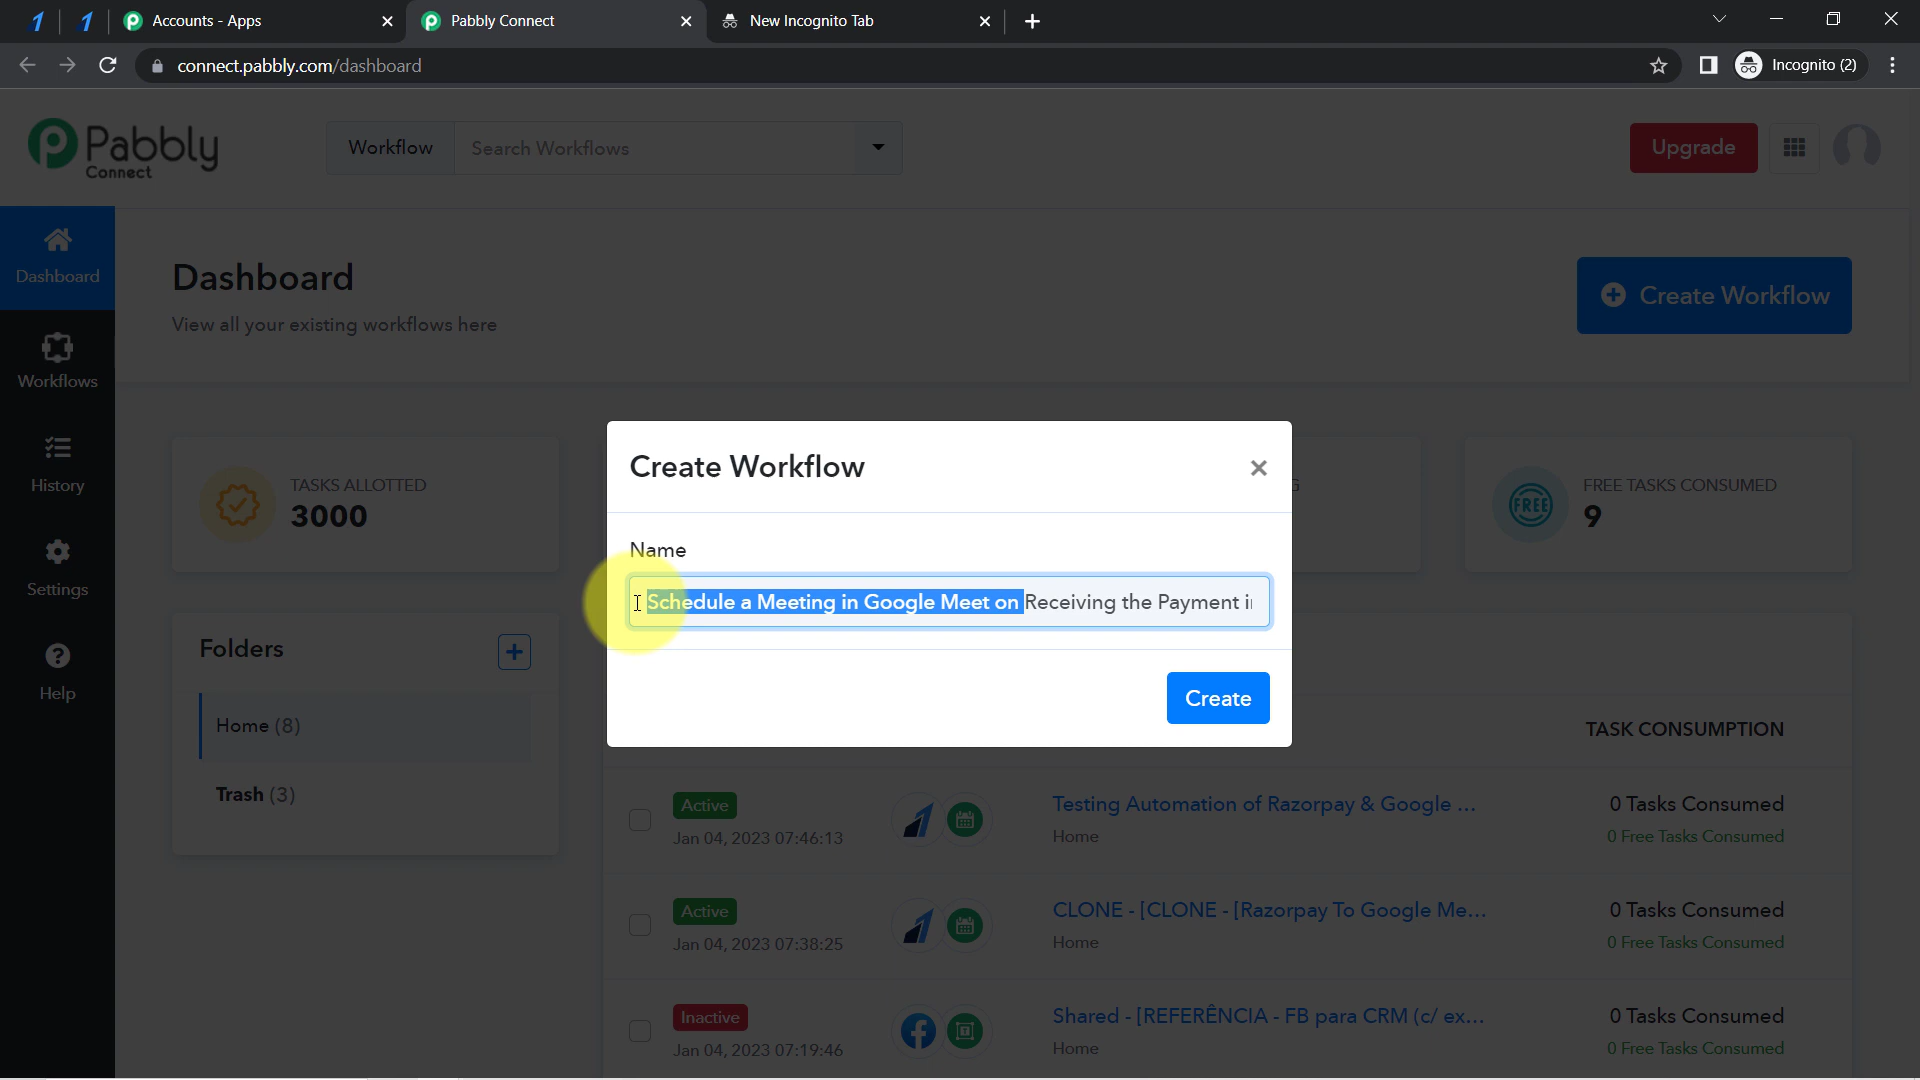 Accounts - Apps
Pabbly Connect
New Incognito Tab
connect.pabbly.com/dashboard
Incognito (2)
Pabbly
Connect
Workflow
Search Workflows
Upgrade
Dashboard
Workflows
History
Settings
Help
Dashboard
View all your existing workflows here
Create Workflow
TASKS ALLOTTED
3000
FREE
FREE TASKS CONSUMED
9
Create Workflow
Name
Schedule a Meeting in Google Meet on Receiving the Payment i
Create
Folders
Home (8)
Trash (3)
TASK CONSUMPTION
Active
Jan 04, 2023 07:46:13
Testing Automation of Razorpay & Google ...
Home
0 Tasks Consumed
0 Free Tasks Consumed
Active
Jan 04, 2023 07:38:25
CLONE - [CLONE - [Razorpay To Google Me...
Home
0 Tasks Consumed
0 Free Tasks Consumed
Inactive
Jan 04, 2023 07:19:46
Shared - [REFERÊNCIA - FB para CRM (c/ ex...
Home
0 Tasks Consumed
0 Free Tasks Consumed